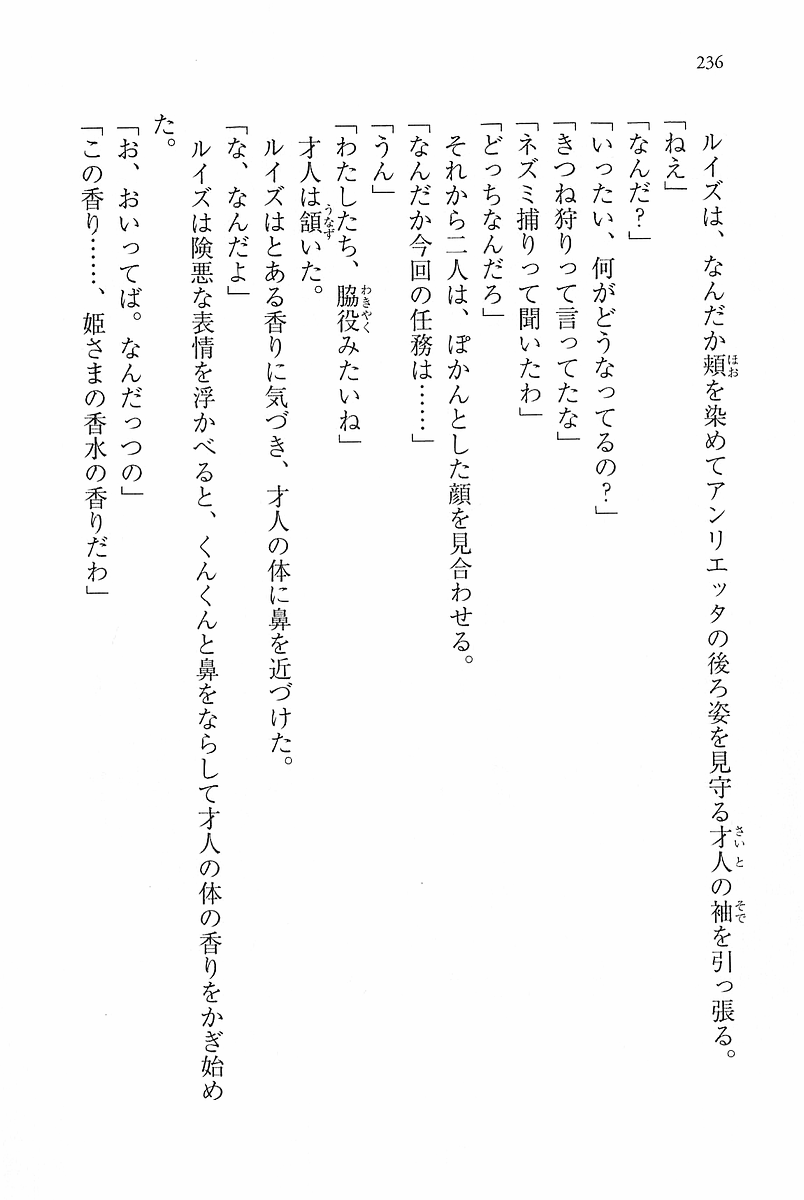 236
ルイズは、なんだか頬を染めてアンリエッタの後ろ姿を見守る才人の袖を引っ張る。
「ねえ」
「なんだ？」
「いったい、何がどうなってるの？」
「きつね狩りって言ってたな」
「ネズミ捕りって聞いたわ」
「どっちなんだろ」
それから二人は、ぽかんとした顔を見合わせる。
「なんだか今回の任務は……」
「うん」
「わたしたち、脇役みたいね」
才人は頷いた。
ルイズはとある香りに気づき、才人の体に鼻を近づけた。
「な、なんだよ」
ルイズは険悪な表情を浮かべると、くんくんと鼻をならして才人の体の香りをかぎ始め
た。
「お、おいってば。なんだっつの」
「この香り……、姫さまの香水の香りだわ」